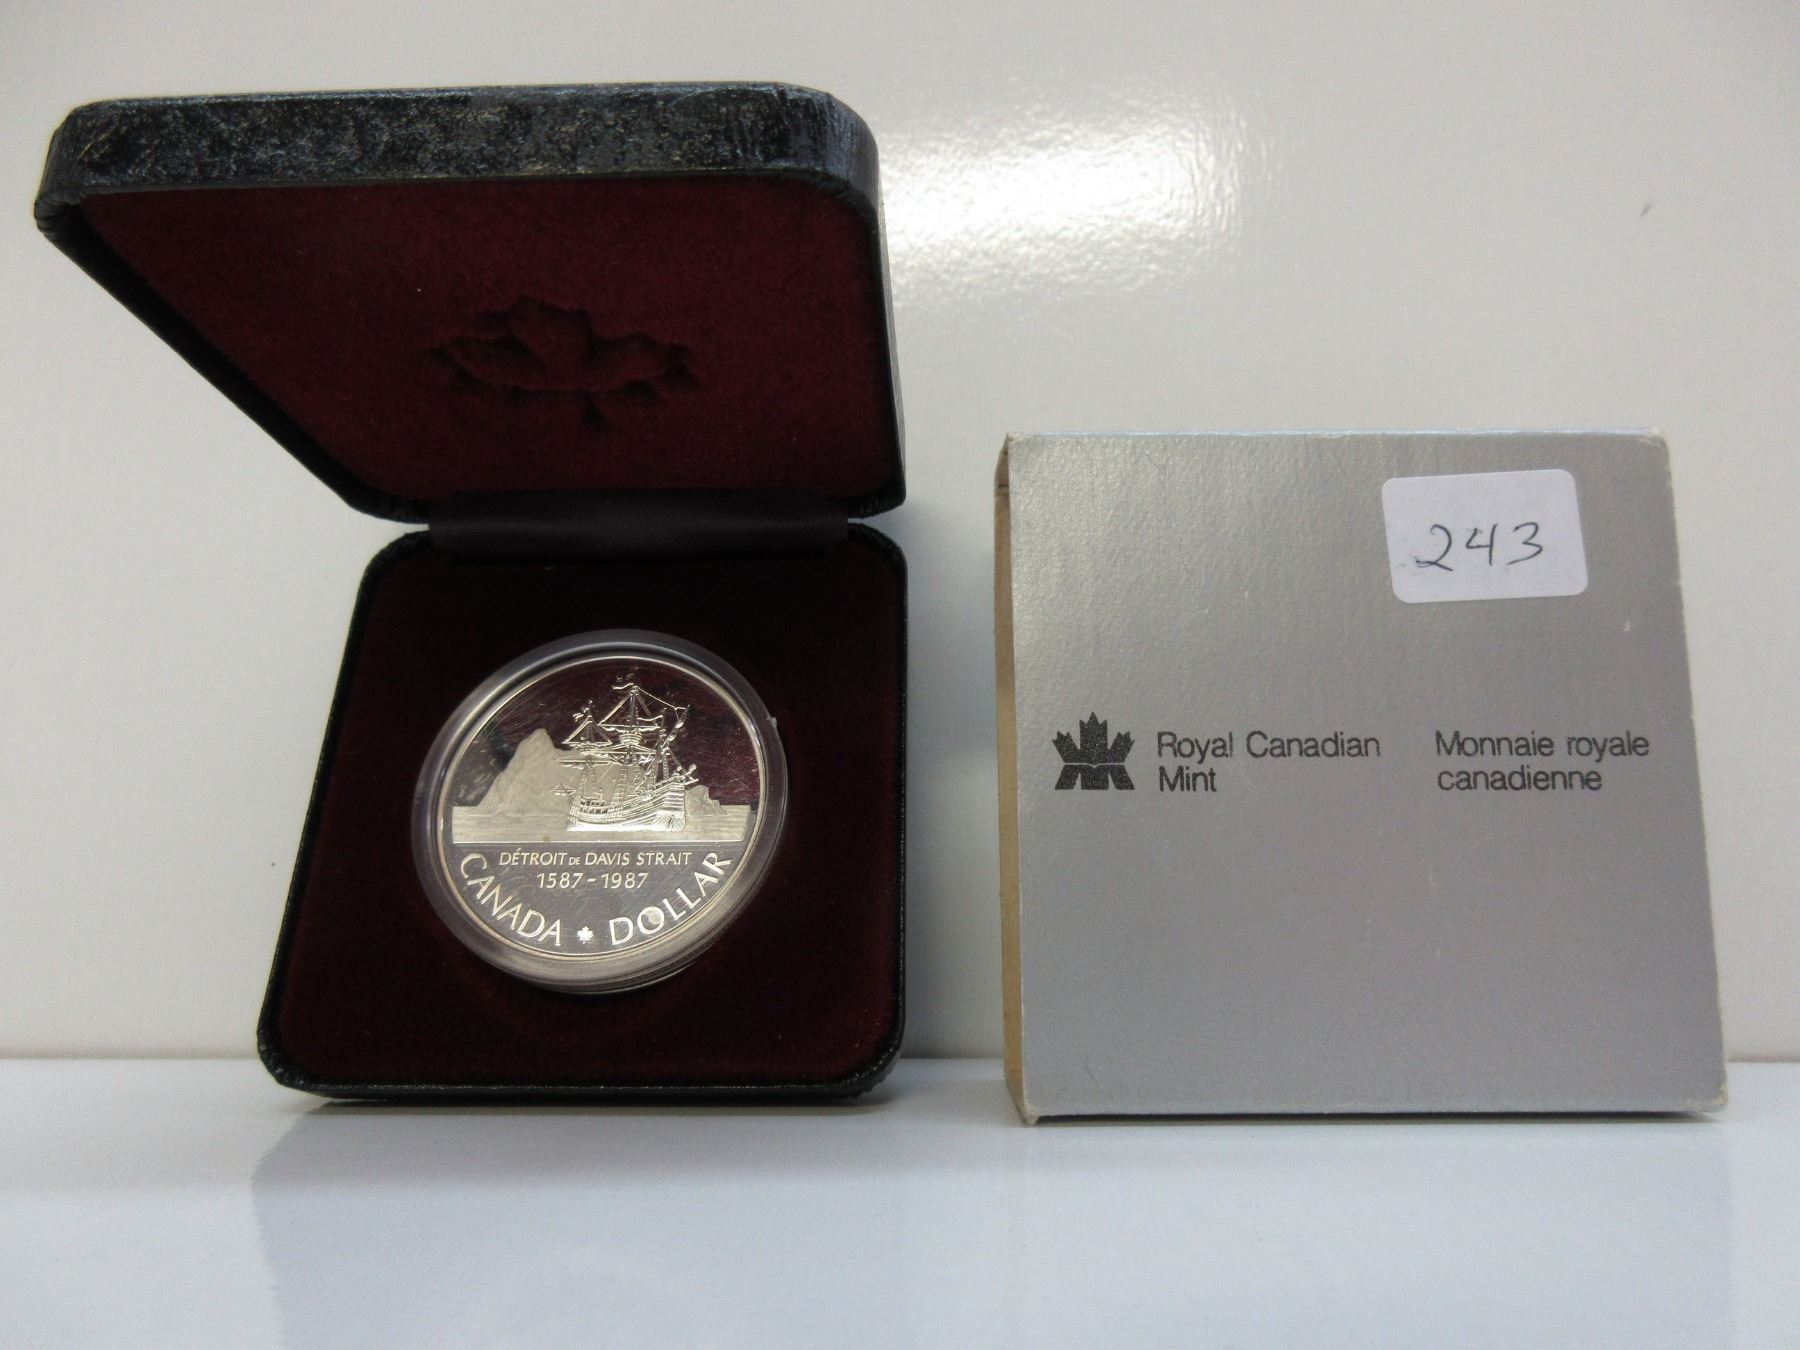 DÉTROIT DE DAVIS STRAIT
1587-1987
CANADA DOLLAR
243
Royal Canadian
Mint
Monnaie royale
canadienne